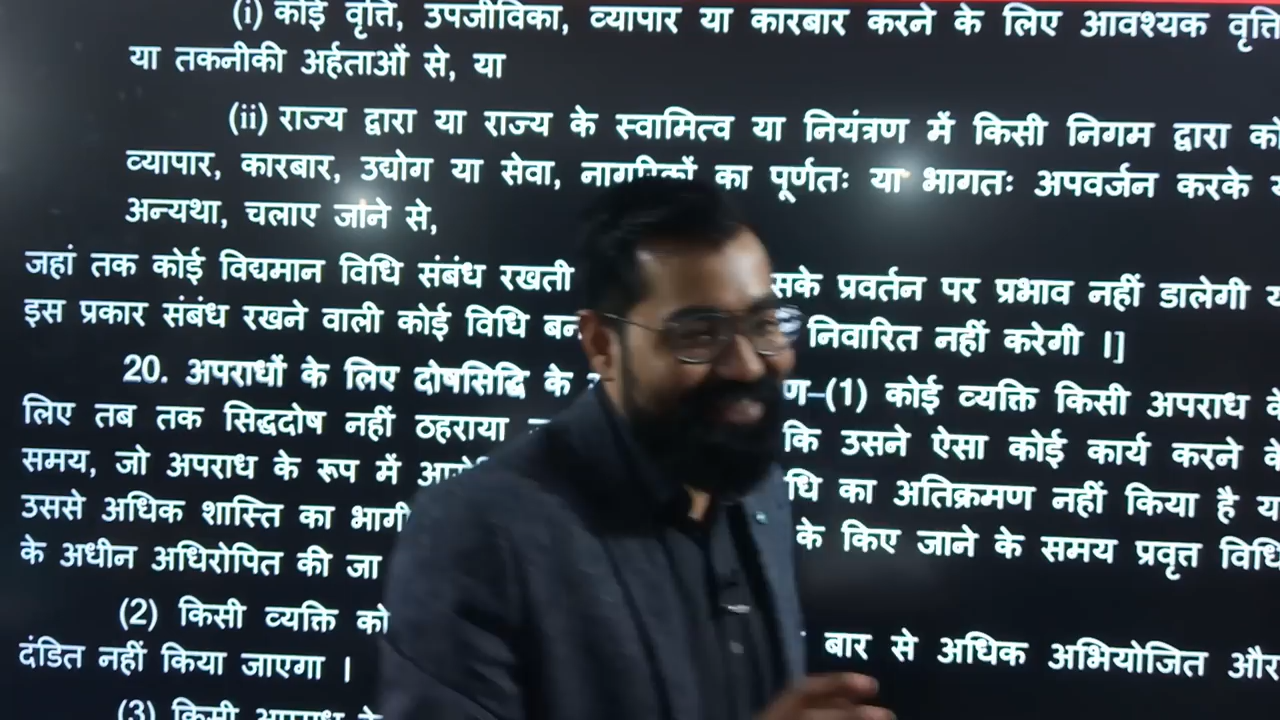 (i) कोई वृत्ति, उपजीविका, व्यापार या कारबार करने के लिए आवश्यक
या तकनीकी अर्हताओं से, या
(ii) राज्य द्वारा या राज्य के स्वामित्व या नियंत्रण में किसी निगम द्वारा
व्यापार, कारबार, उद्योग या सेवा, नागरिकों का पूर्णतः या भागतः अपवर्जन करके
अन्यथा, चलाए जाने से,
जहां तक कोई विद्यमान विधि संबंध रखती प्रवर्तन पर प्रभाव नहीं डालेगी
इस प्रकार संबंध रखने वाली कोई विधि निवारित नहीं करेगी ।]
20. अपराधों के लिए दोषसिद्धि के (1) कोई व्यक्ति किसी अपराध
लिए तब तक सिद्धदोष नहीं ठहराया कि उसने ऐसा कोई कार्य करने
समय, जो अपराध के रूप में का अतिक्रमण नहीं किया है
उससे अधिक शास्ति का के किए जाने के समय प्रवृत्त विधि
के अधीन अधिरोपित की जा
(2) किसी व्यक्ति को बार से अधिक अभियोजित और
दंडित नहीं किया जाएगा ।
(3) किसी अपराध के